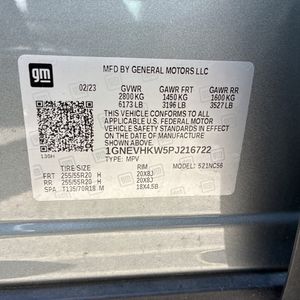 gm
MFD BY GENERAL MOTORS LLC
02/23 GVWR GAWR FRT GAWR RR
2800 KG 1450 KG 1600 KG
6173 LB 3196 LB 3527 LB
THIS VEHICLE CONFORMS TO ALL
APPLICABLE U.S. FEDERAL MOTOR
VEHICLE SAFETY STANDARDS IN EFFECT ON
THE DATE OF MANUFACTURE SHOWN ABOVE.
1GNEVHKW5PJ216722
TYPE: MPV
TIRE SIZE RIM MODEL: 521NC56
FRT 255/55R20 H 20X8J
RR 255/55R20 H 20X8J
SPA T135/70R18 M 18X4.5B